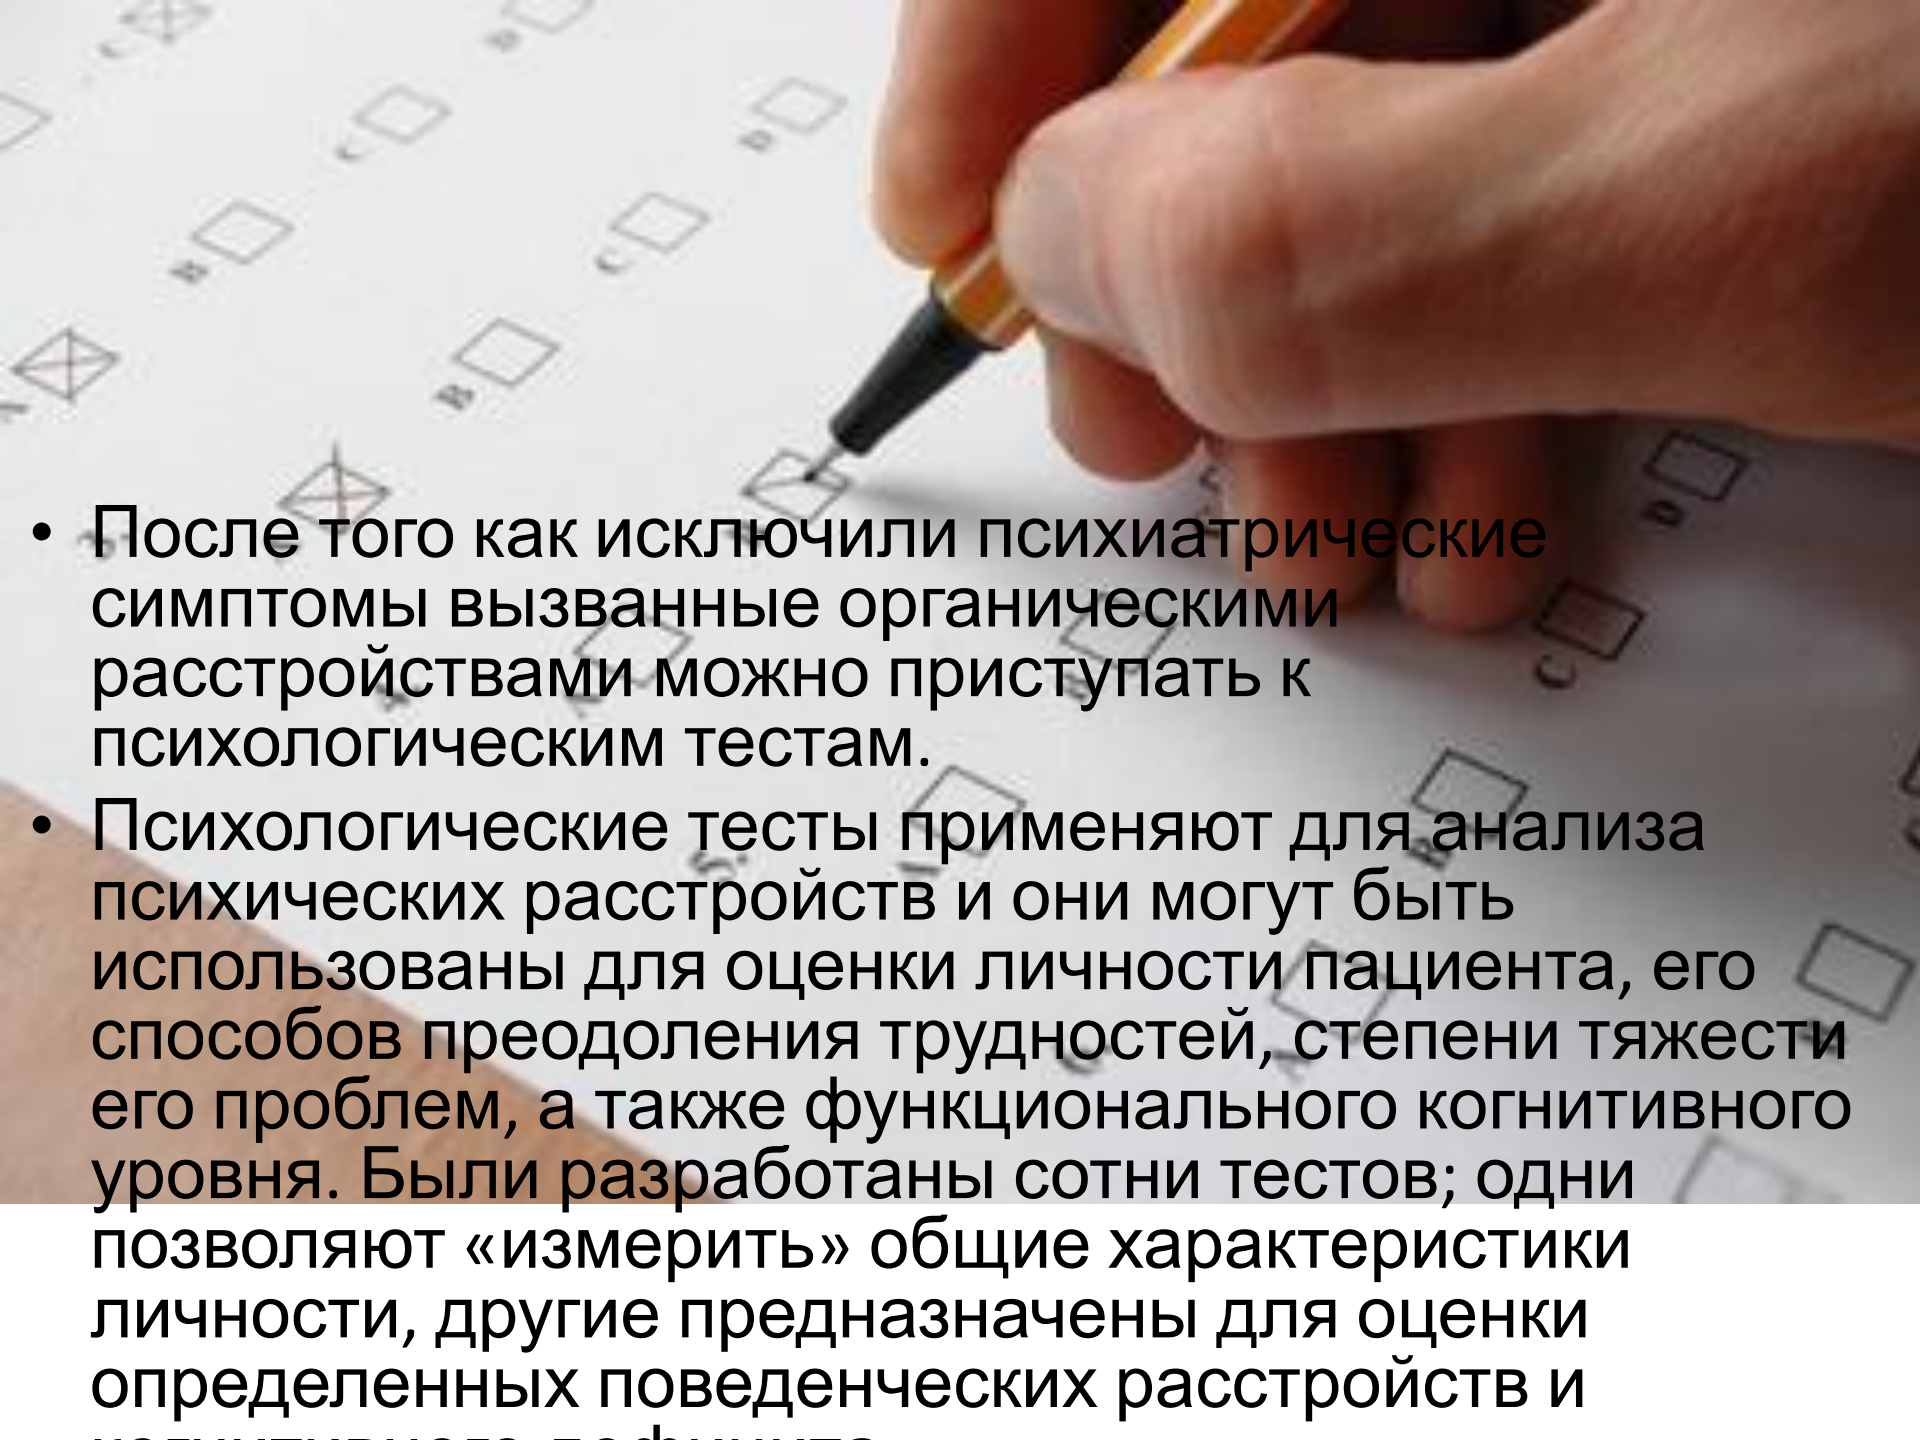 • После того как исключили психиатрические
симптомы вызванные органическими
расстройствами можно приступать к
психологическим тестам.
• Психологические тесты применяют для анализа
психических расстройств и они могут быть
использованы для оценки личности пациента, его
способов преодоления трудностей, степени тяжести
его проблем, а также функционального когнитивного
уровня. Были разработаны сотни тестов; одни
позволяют «измерить» общие характеристики
личности, другие предназначены для оценки
определенных поведенческих расстройств и